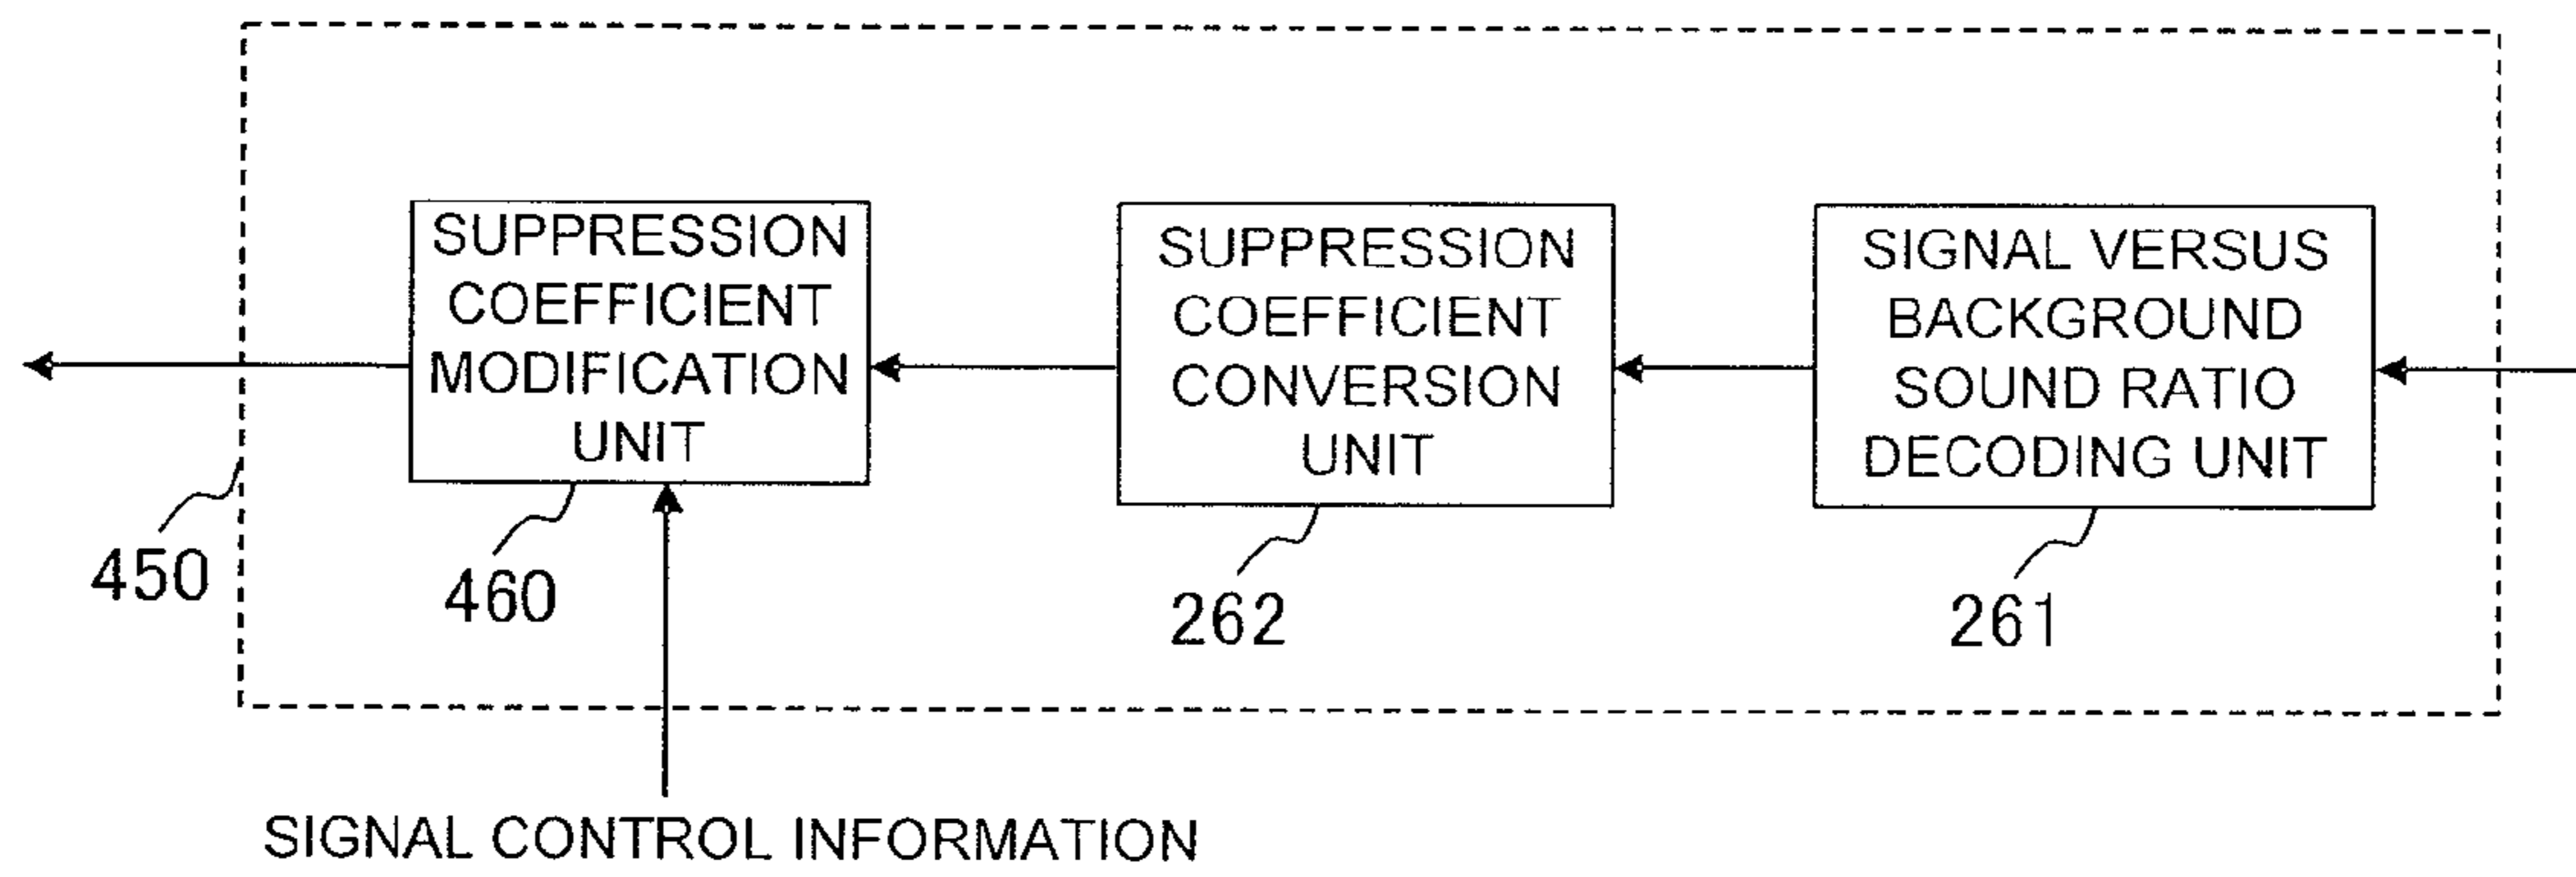 SUPPRESSION
COEFFICIENT
MODIFICATION
UNIT
SUPPRESSION
COEFFICIENT
CONVERSION
UNIT
SIGNAL VERSUS
BACKGROUND
SOUND RATIO
DECODING UNIT
450
460
262
261
SIGNAL CONTROL INFORMATION